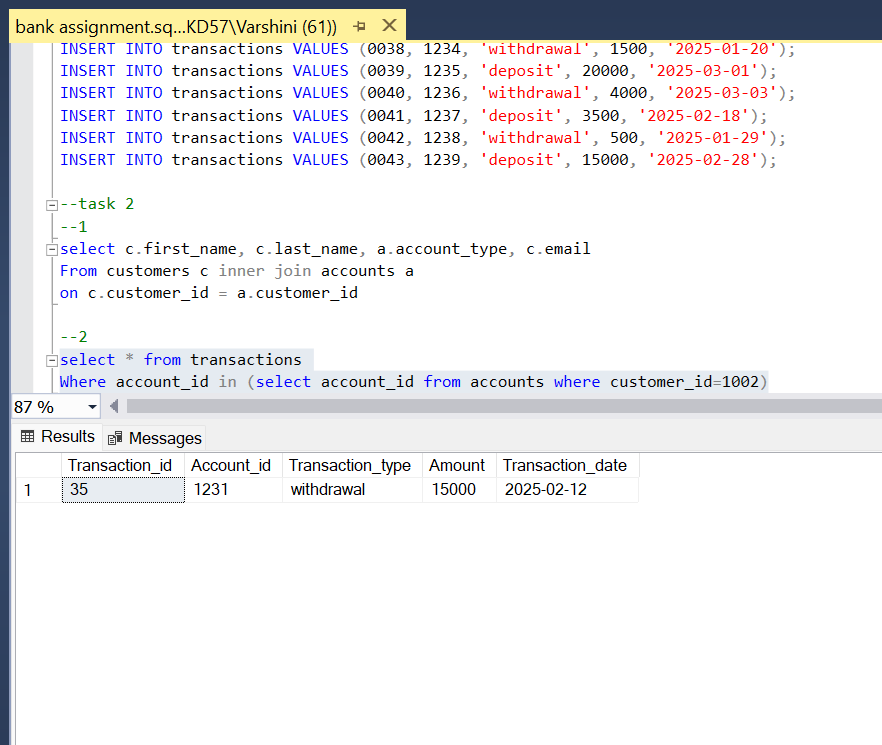 bank assignment.sq...KD57\Varshini (61))
INSERT INTO transactions VALUES (0038, 1234, 'withdrawal', 1500, '2025-01-20');
INSERT INTO transactions VALUES (0039, 1235, 'deposit', 20000, '2025-03-01');
INSERT INTO transactions VALUES (0040, 1236, 'withdrawal', 4000, '2025-03-03');
INSERT INTO transactions VALUES (0041, 1237, 'deposit', 3500, '2025-02-18');
INSERT INTO transactions VALUES (0042, 1238, 'withdrawal', 500, '2025-01-29');
INSERT INTO transactions VALUES (0043, 1239, 'deposit', 15000, '2025-02-28');
--task 2
--1
select c.first_name, c.last_name, a.account_type, c.email
From customers c inner join accounts a
on c.customer_id = a.customer_id
--2
select * from transactions
Where account_id in (select account_id from accounts where customer_id=1002)
87 %
Results Messages
Transaction_id Account_id Transaction_type Amount Transaction_date
1 35 1231 withdrawal 15000 2025-02-12